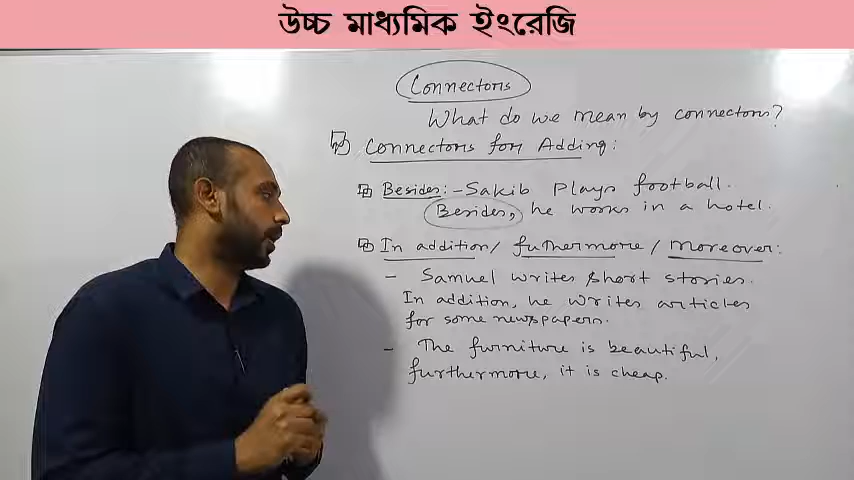 উচ্চ মাধ্যমিক ইংরেজি
Connectors
What do we mean by connectors?
Connectors for Adding:
Besides:- Sakib Plays football.
Besides, he works in a hotel.
In addition/ futhermore/ Moreover:
- Samuel writes short stories.
In addition, he writes articles
for some newspapers.
- The furniture is beautiful,
furthermore, it is cheap.